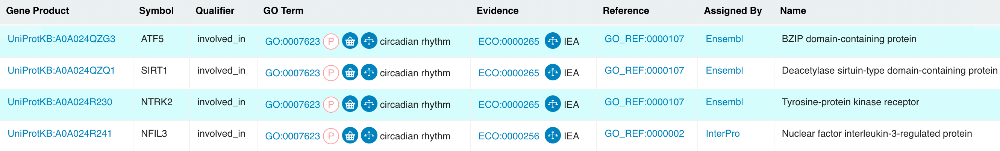 Gene Product Symbol Qualifier GO Term Evidence Reference Assigned By Name
UniProtKB:A0A024QZG3 ATF5 involved_in GO:0007623 P circadian rhythm ECO:0000265 IEA GO_REF:0000107 Ensembl BZIP domain-containing protein
UniProtKB:A0A024QZQ1 SIRT1 involved_in GO:0007623 P circadian rhythm ECO:0000265 IEA GO_REF:0000107 Ensembl Deacetylase sirtuin-type domain-containing protein
UniProtKB:A0A024R230 NTRK2 involved_in GO:0007623 P circadian rhythm ECO:0000265 IEA GO_REF:0000107 Ensembl Tyrosine-protein kinase receptor
UniProtKB:A0A024R241 NFIL3 involved_in GO:0007623 P circadian rhythm ECO:0000256 IEA GO_REF:0000002 InterPro Nuclear factor interleukin-3-regulated protein